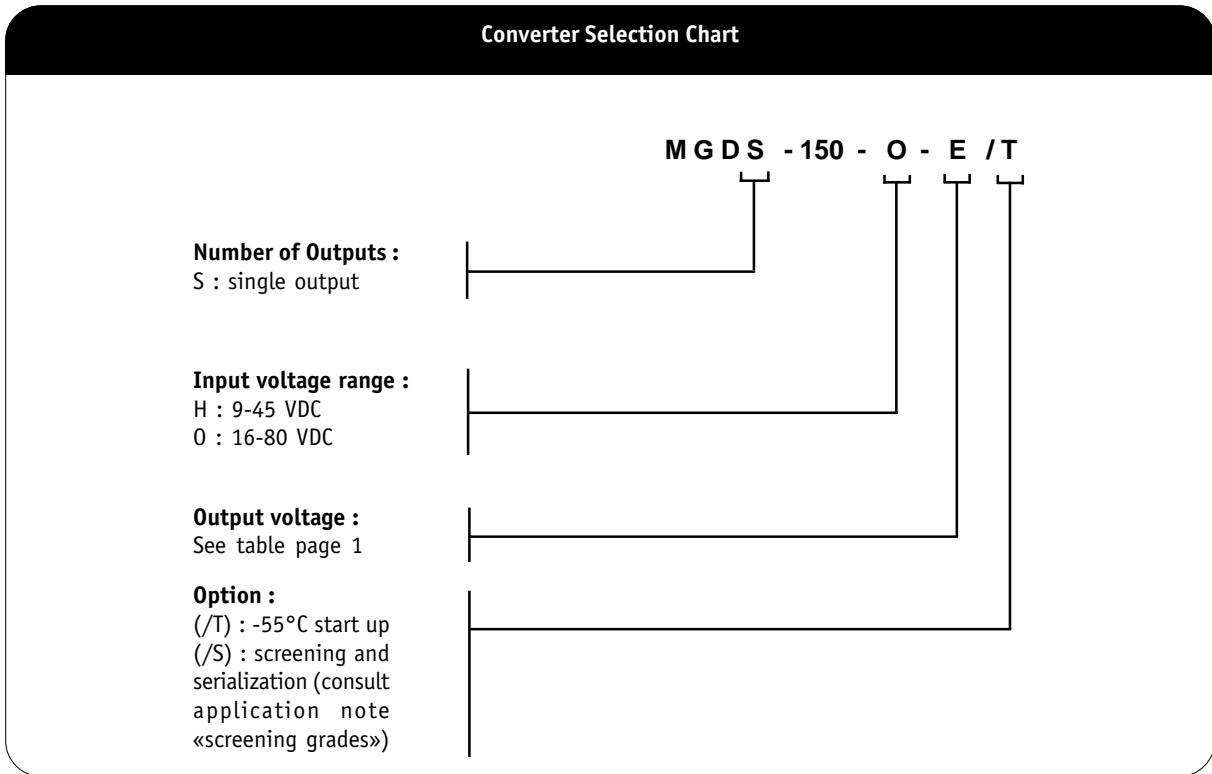 Converter Selection Chart
MGDS - 150 - O - E /T
Number of Outputs :
S : single output
Input voltage range :
H : 9-45 VDC
O : 16-80 VDC
Output voltage :
See table page 1
Option :
(/T) : -55°C start up
(/S) : screening and
serialization (consult
application note
«screening grades»)